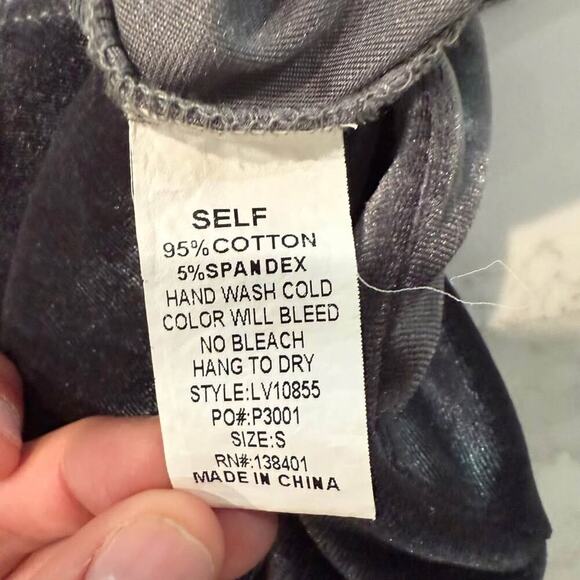 SELF
95%COTTON
5%SPANDEX
HAND WASH COLD
COLOR WILL BLEED
NO BLEACH
HANG TO DRY
STYLE:LV10855
PO#:P3001
SIZE:S
RN#:138401
MADE IN CHINA